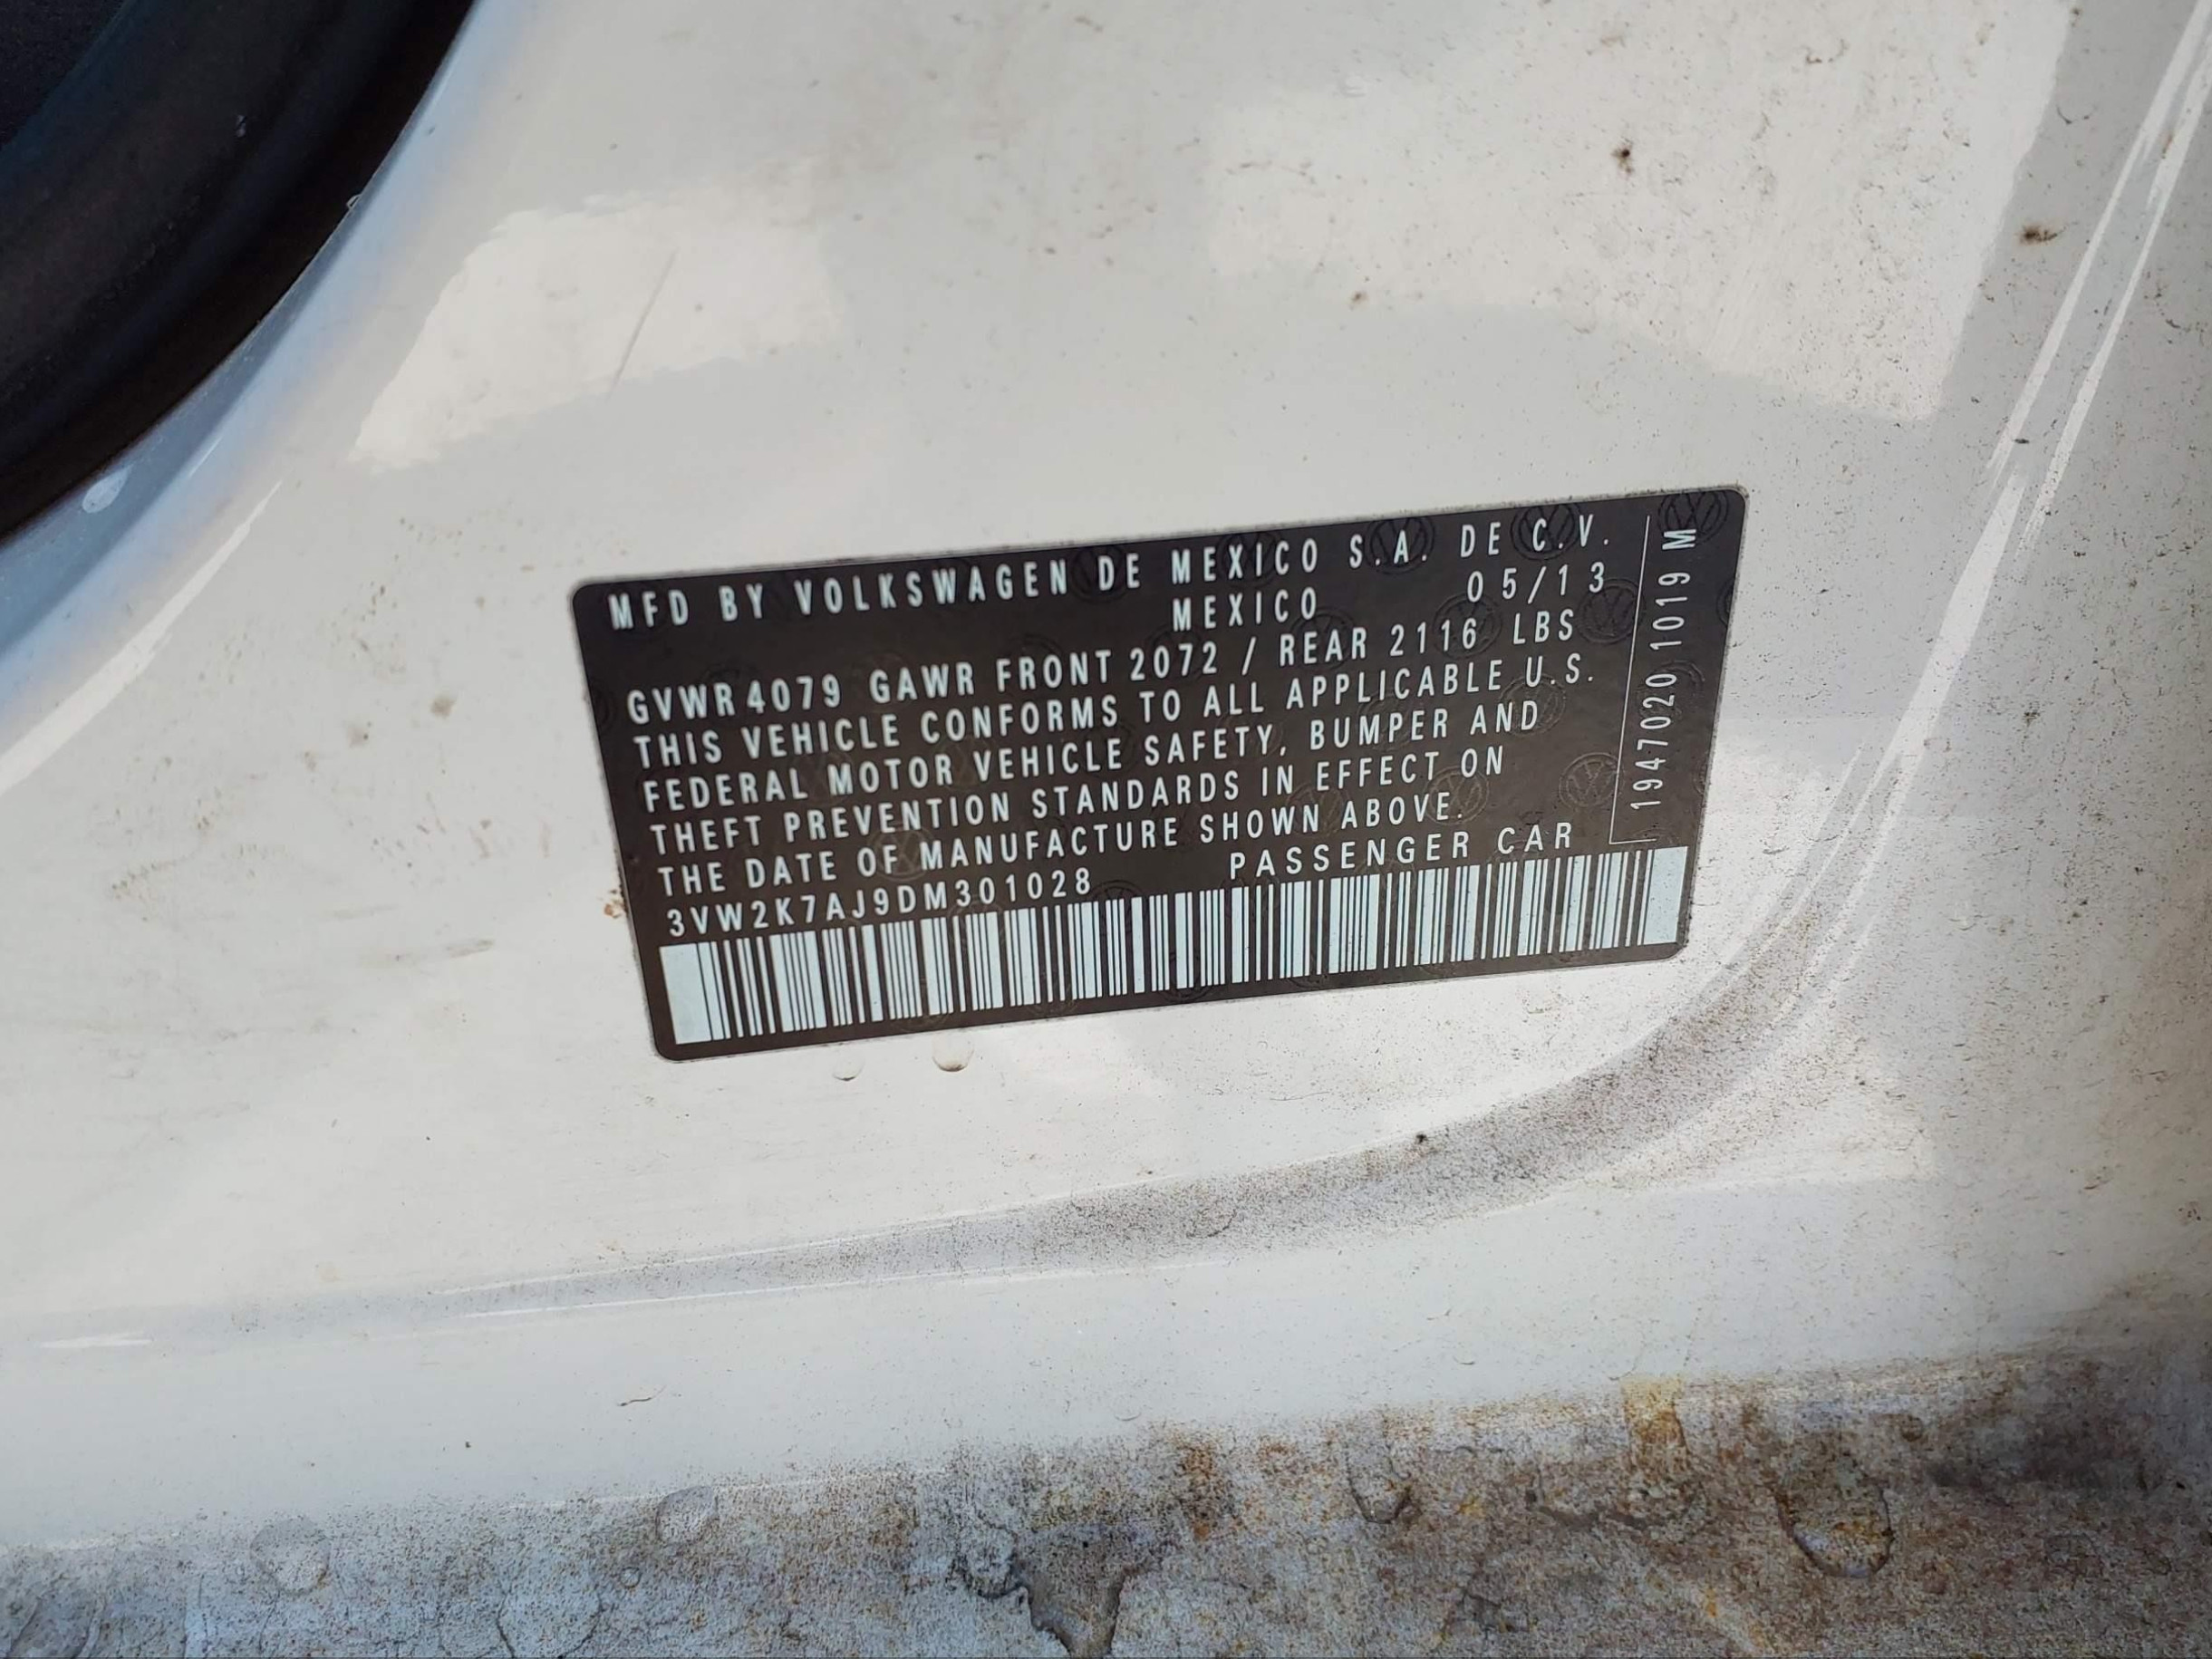 MFD BY VOLKSWAGEN DE MEXICO S.A. DE C.V.
MEXICO 05/13
GVWR 4079 GAWR FRONT 2072 / REAR 2116 LBS
THIS VEHICLE CONFORMS TO ALL APPLICABLE U.S.
FEDERAL MOTOR VEHICLE SAFETY, BUMPER AND
THEFT PREVENTION STANDARDS IN EFFECT ON
THE DATE OF MANUFACTURE SHOWN ABOVE.
3VW2K7AJ9DM301028 PASSENGER CAR
1947020 1019 M